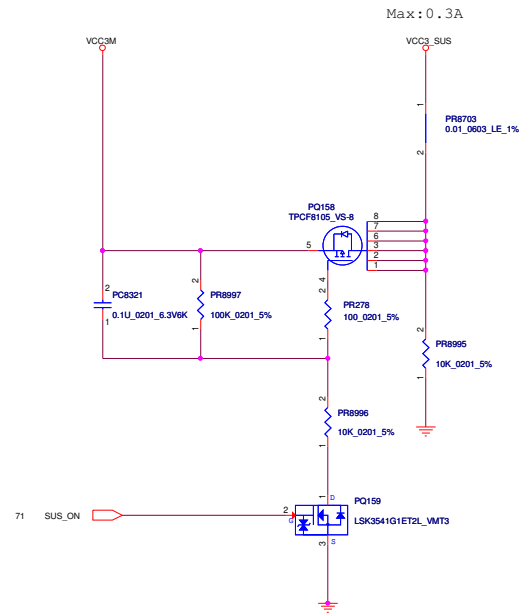 Max:0.3A
VCC3M
VCC3_SUS
1
PR8703
0.01_0603_LE_1%
2
PQ158
TPCF8105_VS-8
8
7
6
5
3
2
1
4
2
PC8321
0.1U_0201_6.3V6K
1
2
PR8997
100K_0201_5%
1
2
PR278
100_0201_5%
1
2
PR8995
10K_0201_5%
1
2
PR8996
10K_0201_5%
1
1
D
PQ159
LSK3541G1ET2L_VMT3
71
SUS_ON
2
G
3
S